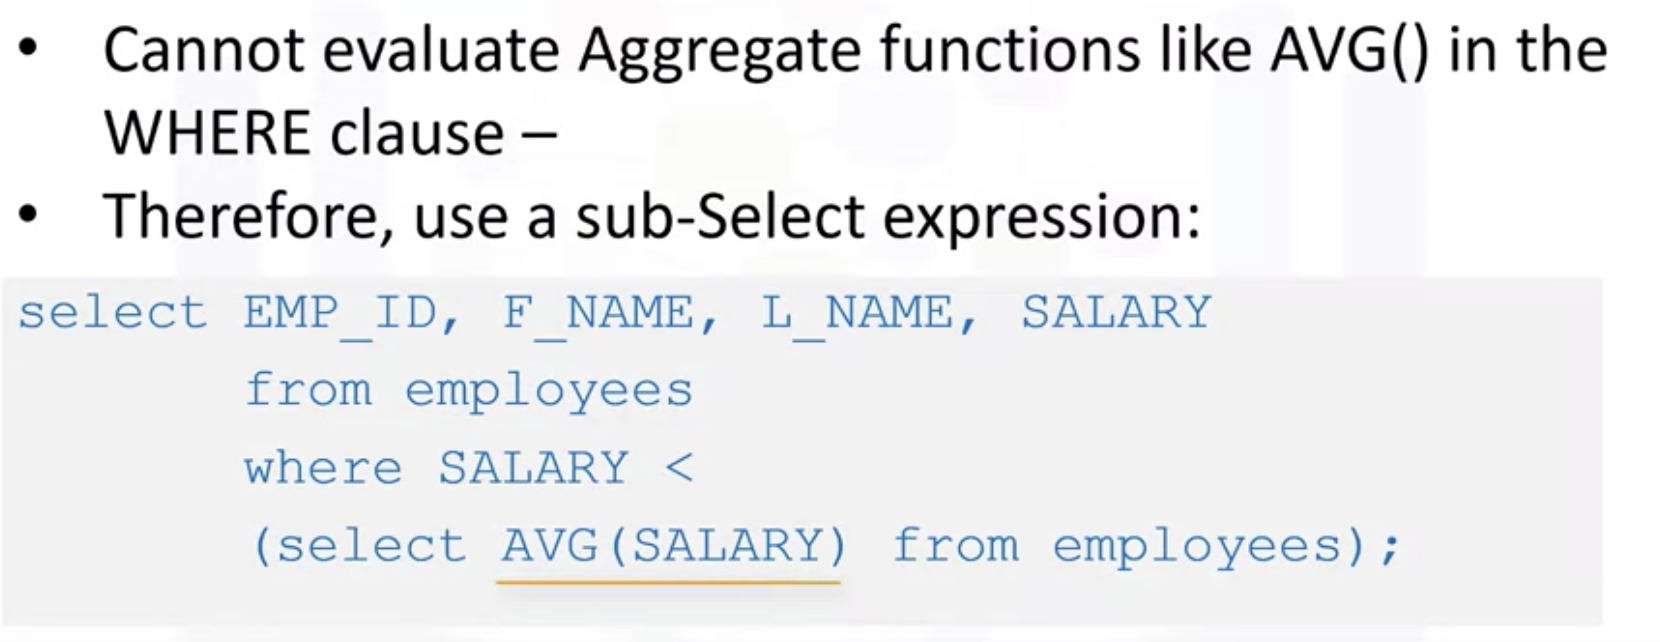 • Cannot evaluate Aggregate functions like AVG() in the
WHERE clause –
• Therefore, use a sub-Select expression:
select EMP_ID, F_NAME, L_NAME, SALARY
from employees
where SALARY <
(select AVG(SALARY) from employees);